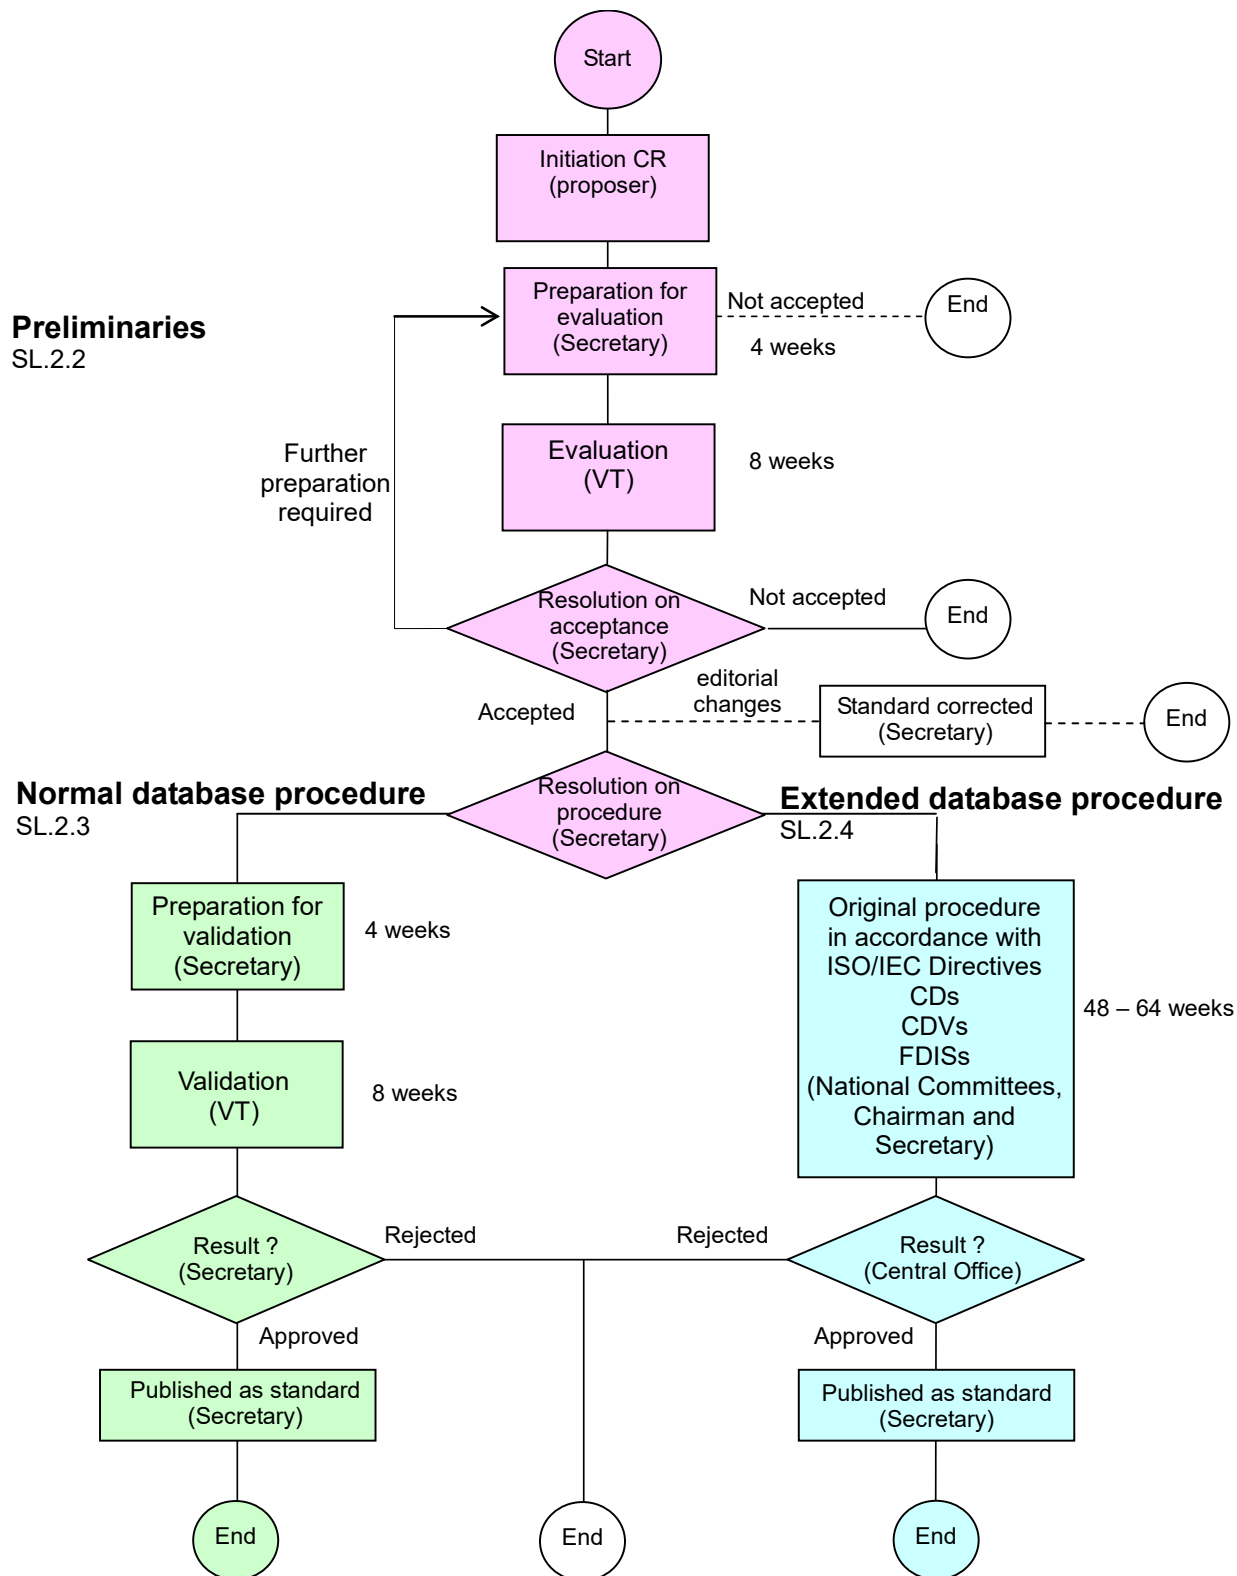 Start
Initiation CR
(proposer)
Preparation for
evaluation
(Secretary)
Not accepted
4 weeks
End
Preliminaries
SL.2.2
Further
preparation
required
Evaluation
(VT)
8 weeks
Resolution on
acceptance
(Secretary)
Not accepted
End
Accepted
editorial
changes
Standard corrected
(Secretary)
End
Resolution on
procedure
(Secretary)
Normal database procedure
SL.2.3
Extended database procedure
SL.2.4
Preparation for
validation
(Secretary)
4 weeks
Validation
(VT)
8 weeks
Original procedure
in accordance with
ISO/IEC Directives
CDs
CDVs
FDISs
(National Committees,
Chairman and
Secretary)
48 – 64 weeks
Result ?
(Secretary)
Rejected
Rejected
Result ?
(Central Office)
Approved
Approved
Published as standard
(Secretary)
Published as standard
(Secretary)
End
End
End